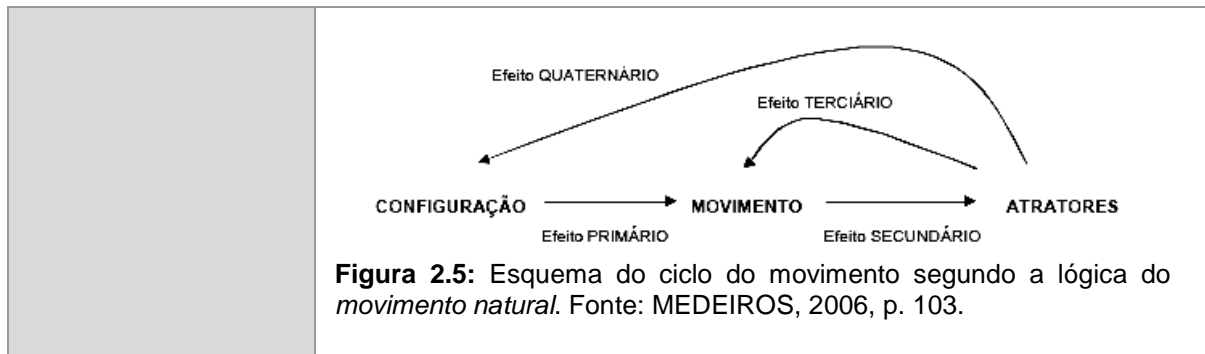 Efeito QUATERNÁRIO
Efeito TERCIÁRIO
CONFIGURAÇÃO MOVIMENTO ATRATORES
Efeito PRIMÁRIO Efeito SECUNDÁRIO
Figura 2.5: Esquema do ciclo do movimento segundo a lógica do
movimento natural. Fonte: MEDEIROS, 2006, p. 103.